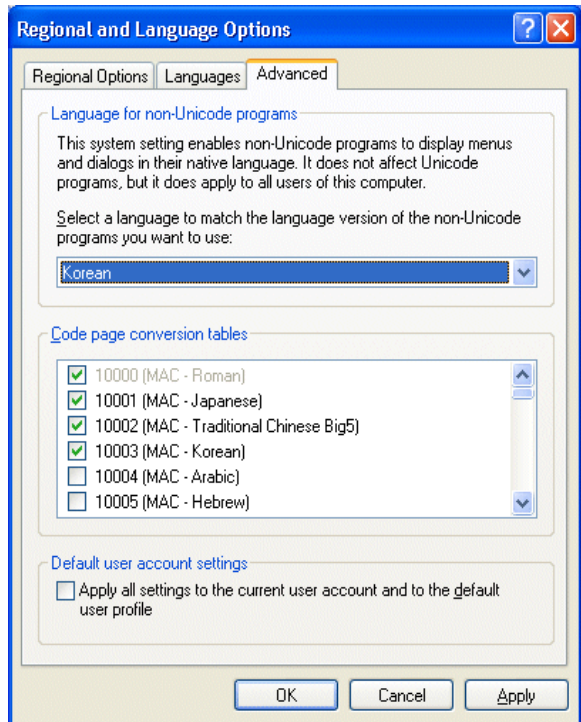 Regional and Language Options
Regional Options Languages Advanced
Language for non-Unicode programs
This system setting enables non-Unicode programs to display menus
and dialogs in their native language. It does not affect Unicode
programs, but it does apply to all users of this computer.
Select a language to match the language version of the non-Unicode
programs you want to use:
Korean
Code page conversion tables
10000 (MAC - Roman)
10001 (MAC - Japanese)
10002 (MAC - Traditional Chinese Big5)
10003 (MAC - Korean)
10004 (MAC - Arabic)
10005 (MAC - Hebrew)
Default user account settings
Apply all settings to the current user account and to the default
user profile
OK Cancel Apply